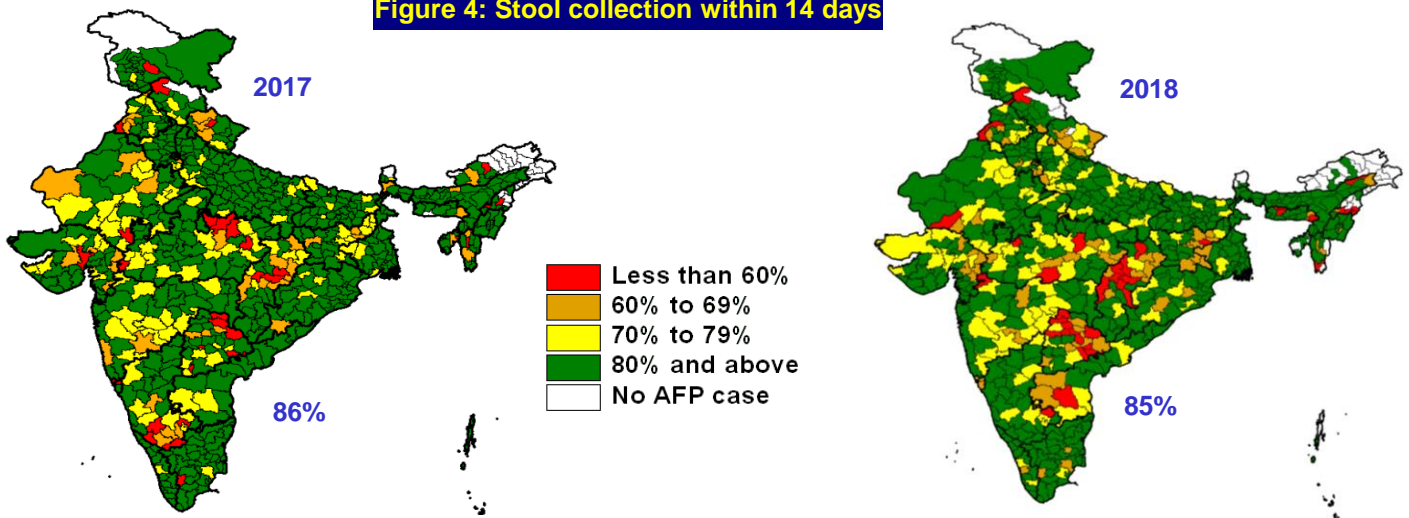 Figure 4: Stool collection within 14 days
2017
2018
Less than 60%
60% to 69%
70% to 79%
80% and above
No AFP case
86%
85%